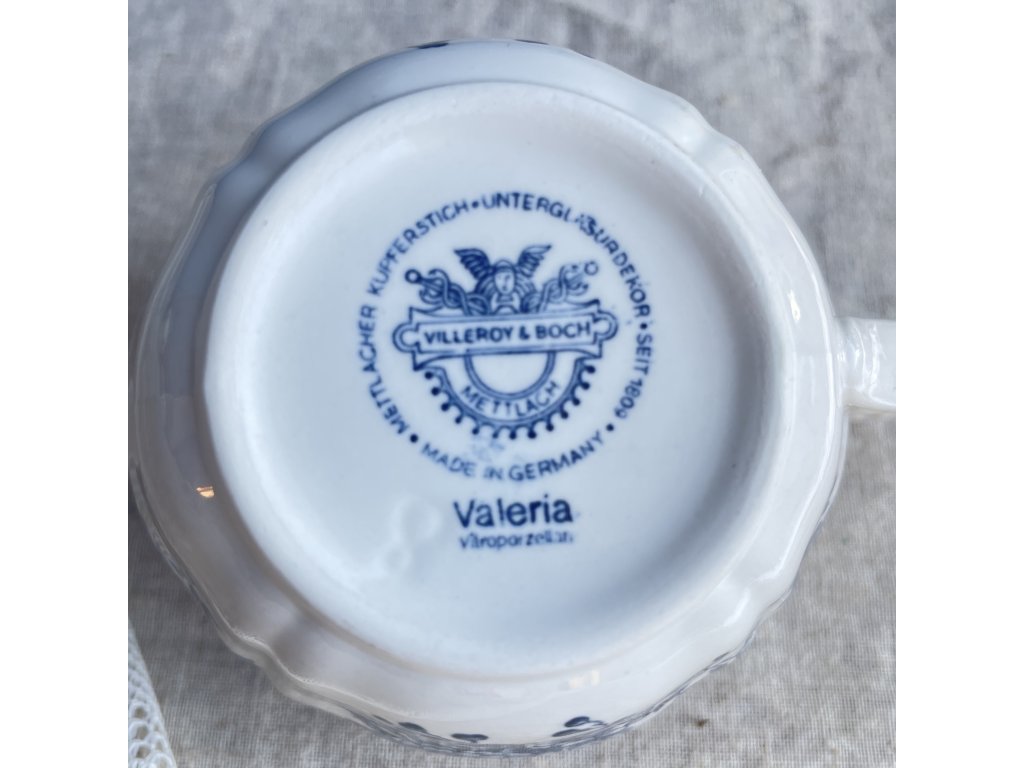 • METTLACHER KUPFERSTICH • UNTERGLASURDEKOR • SEIT 1809
• MADE IN GERMANY •
VILLEROY & BOCH
METTLACH
Valeria
Vitroporzellan